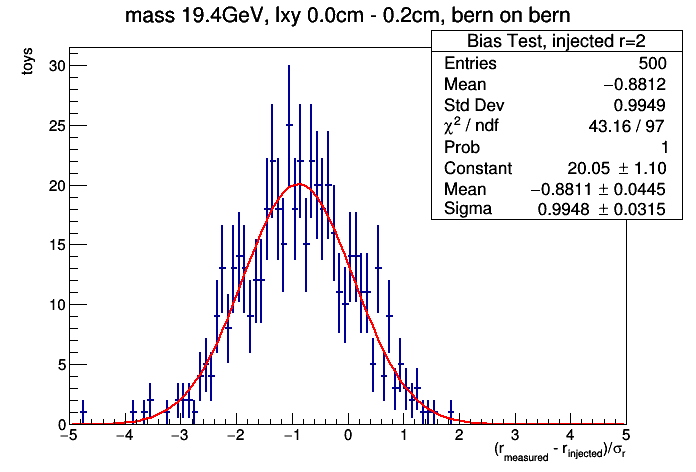 mass 19.4GeV, lxy 0.0cm - 0.2cm, bern on bern
Bias Test, injected r=2
Entries 500
Mean −0.8812
Std Dev 0.9949
χ² / ndf 43.16 / 97
Prob 1
Constant 20.05 ± 1.10
Mean −0.8811 ± 0.0445
Sigma 0.9948 ± 0.0315
toys
30
25
20
15
10
5
0
−5 −4 −3 −2 −1 0 1 2 3 4 5
(r_measured - r_injected)/σ_r